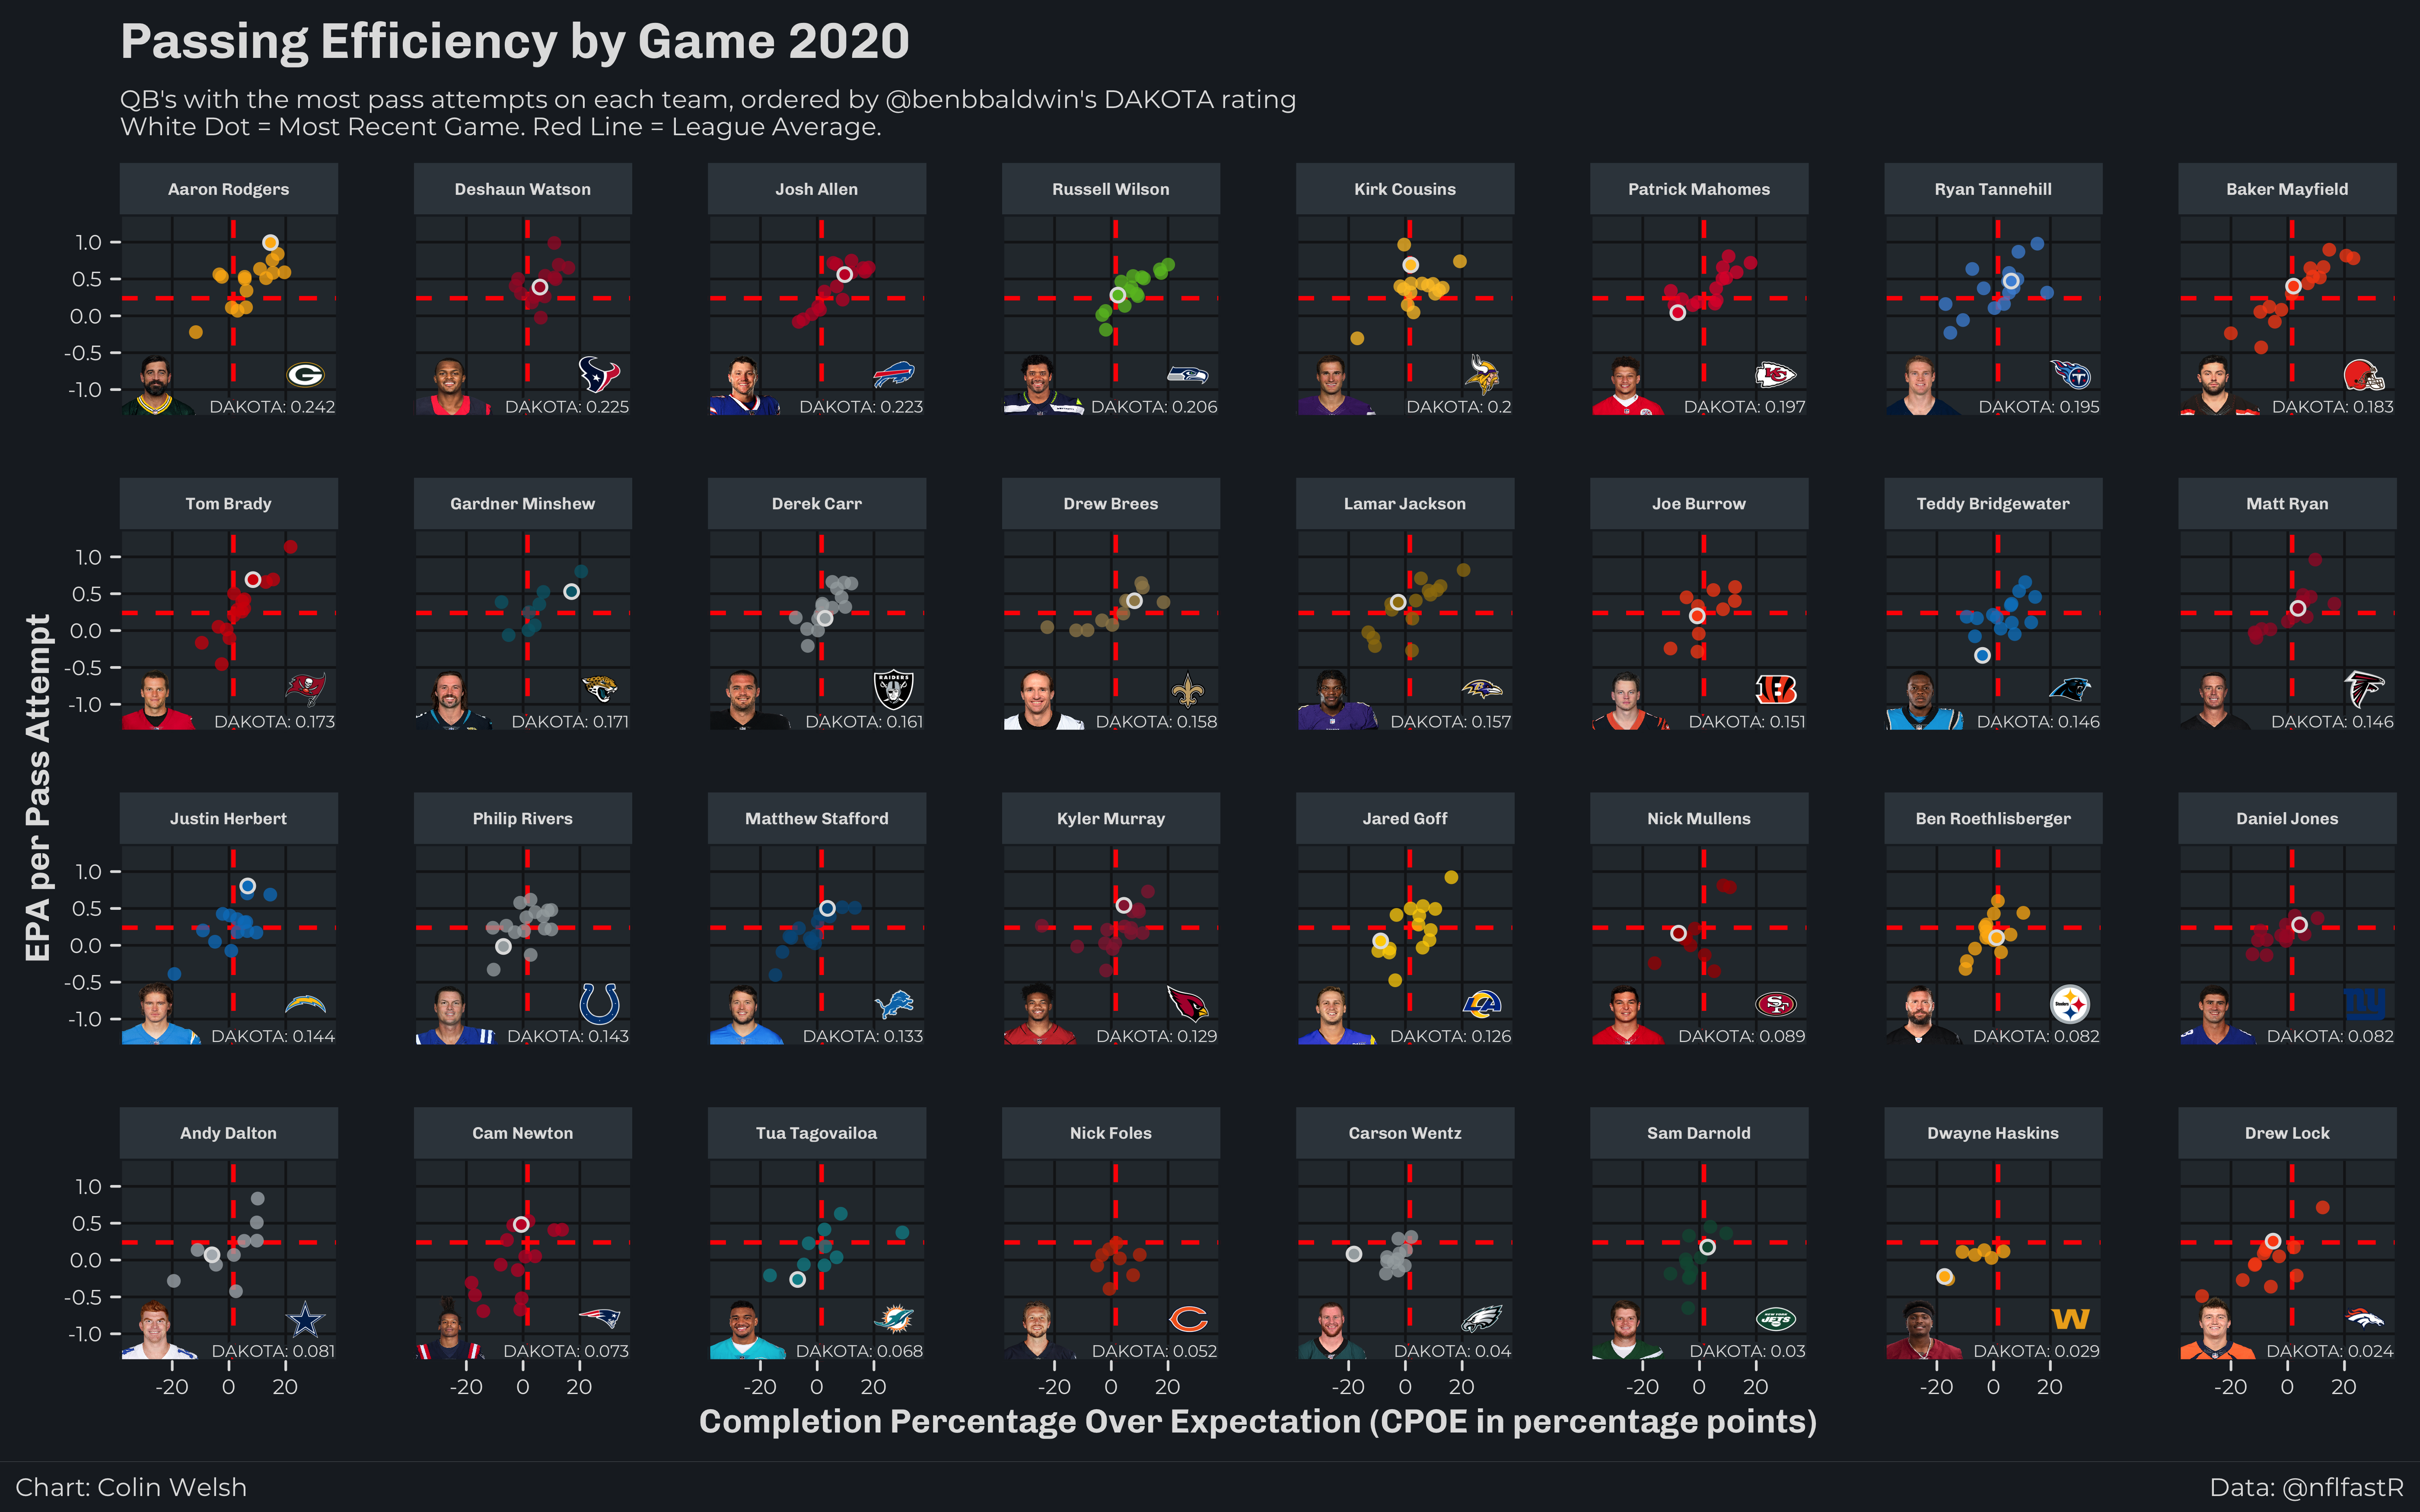 Passing Efficiency by Game 2020
QB's with the most pass attempts on each team, ordered by @benbbaldwin's DAKOTA rating
White Dot = Most Recent Game. Red Line = League Average.
Aaron Rodgers
Deshaun Watson
Josh Allen
Russell Wilson
Kirk Cousins
Patrick Mahomes
Ryan Tannehill
Baker Mayfield
1.0
0.5
0.0
-0.5
-1.0
DAKOTA: 0.242
DAKOTA: 0.225
DAKOTA: 0.223
DAKOTA: 0.206
DAKOTA: 0.2
DAKOTA: 0.197
DAKOTA: 0.195
DAKOTA: 0.183
Tom Brady
Gardner Minshew
Derek Carr
Drew Brees
Lamar Jackson
Joe Burrow
Teddy Bridgewater
Matt Ryan
1.0
0.5
0.0
-0.5
-1.0
RAIDERS
DAKOTA: 0.173
DAKOTA: 0.171
DAKOTA: 0.161
DAKOTA: 0.158
DAKOTA: 0.157
DAKOTA: 0.151
DAKOTA: 0.146
DAKOTA: 0.146
EPA per Pass Attempt
Justin Herbert
Philip Rivers
Matthew Stafford
Kyler Murray
Jared Goff
Nick Mullens
Ben Roethlisberger
Daniel Jones
1.0
0.5
0.0
-0.5
-1.0
SF
Steelers
ny
DAKOTA: 0.144
DAKOTA: 0.143
DAKOTA: 0.133
DAKOTA: 0.129
DAKOTA: 0.126
DAKOTA: 0.089
DAKOTA: 0.082
DAKOTA: 0.082
Andy Dalton
Cam Newton
Tua Tagovailoa
Nick Foles
Carson Wentz
Sam Darnold
Dwayne Haskins
Drew Lock
1.0
0.5
0.0
-0.5
-1.0
NEW YORK
JETS
W
DAKOTA: 0.081
DAKOTA: 0.073
DAKOTA: 0.068
DAKOTA: 0.052
DAKOTA: 0.04
DAKOTA: 0.03
DAKOTA: 0.029
DAKOTA: 0.024
-20 0 20
-20 0 20
-20 0 20
-20 0 20
-20 0 20
-20 0 20
-20 0 20
-20 0 20
Completion Percentage Over Expectation (CPOE in percentage points)
Chart: Colin Welsh
Data: @nflfastR